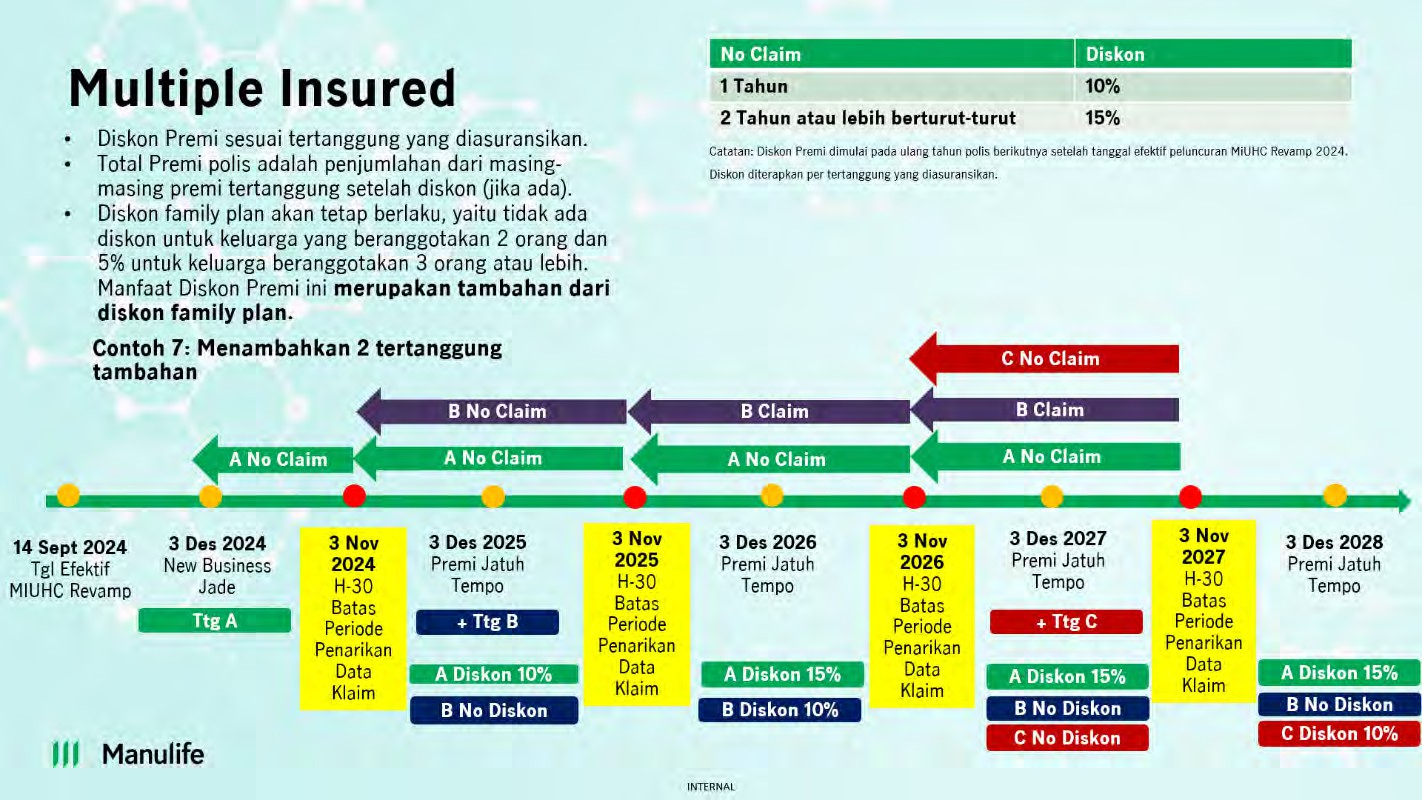 Multiple Insured
• Diskon Premi sesuai tertanggung yang diasuransikan.
• Total Premi polis adalah penjumlahan dari masing-
masing premi tertanggung setelah diskon (jika ada).
• Diskon family plan akan tetap berlaku, yaitu tidak ada
diskon untuk keluarga yang beranggotakan 2 orang dan
5% untuk keluarga beranggotakan 3 orang atau lebih.
Manfaat Diskon Premi ini merupakan tambahan dari
diskon family plan.
No Claim Diskon
1 Tahun 10%
2 Tahun atau lebih berturut-turut 15%
Catatan: Diskon Premi dimulai pada ulang tahun polis berikutnya setelah tanggal efektif peluncuran MiUHC Revamp 2024.
Diskon diterapkan per tertanggung yang diasuransikan.
Contoh 7: Menambahkan 2 tertanggung
tambahan
C No Claim
B No Claim B Claim B Claim
A No Claim A No Claim A No Claim A No Claim
14 Sept 2024
Tgl Efektif
MIUHC Revamp
3 Des 2024
New Business
Jade
Ttg A
3 Nov
2024
H-30
Batas
Periode
Penarikan
Data
Klaim
3 Des 2025
Premi Jatuh
Tempo
+ Ttg B
A Diskon 10%
B No Diskon
3 Nov
2025
H-30
Batas
Periode
Penarikan
Data
Klaim
3 Des 2026
Premi Jatuh
Tempo
A Diskon 15%
B Diskon 10%
3 Nov
2026
H-30
Batas
Periode
Penarikan
Data
Klaim
3 Des 2027
Premi Jatuh
Tempo
+ Ttg C
A Diskon 15%
B No Diskon
C No Diskon
3 Nov
2027
H-30
Batas
Periode
Penarikan
Data
Klaim
3 Des 2028
Premi Jatuh
Tempo
A Diskon 15%
B No Diskon
C Diskon 10%
Manulife
INTERNAL